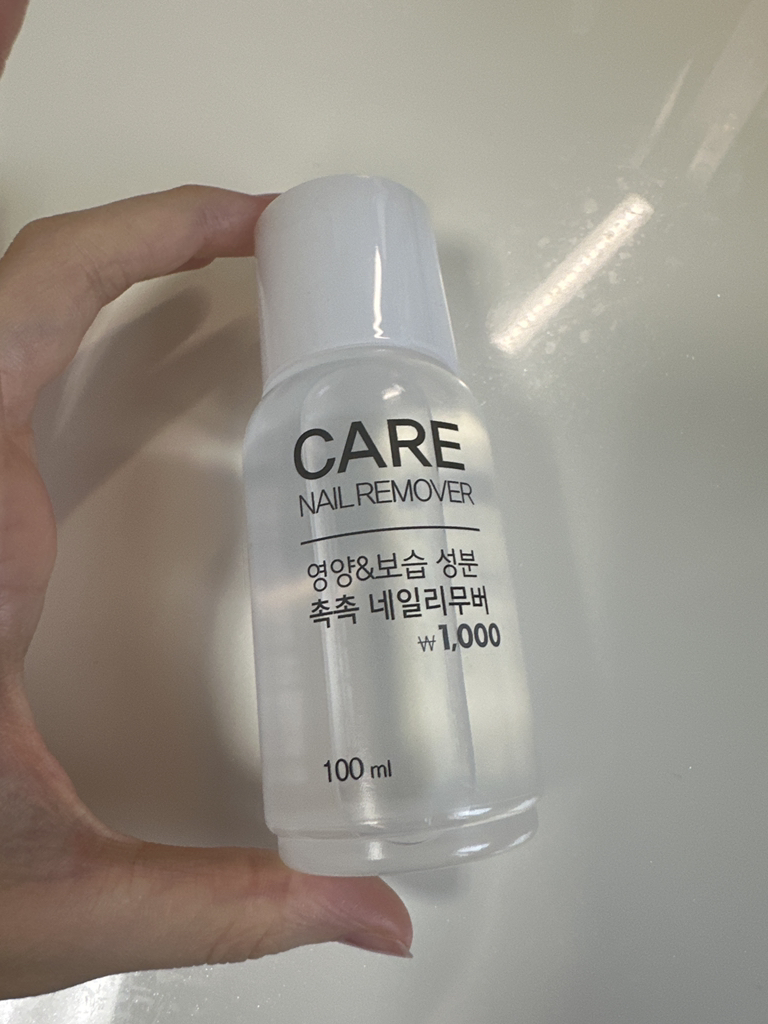 CARE
NAIL REMOVER
영양&보습 성분
촉촉 네일리무버
₩1,000
100 ml